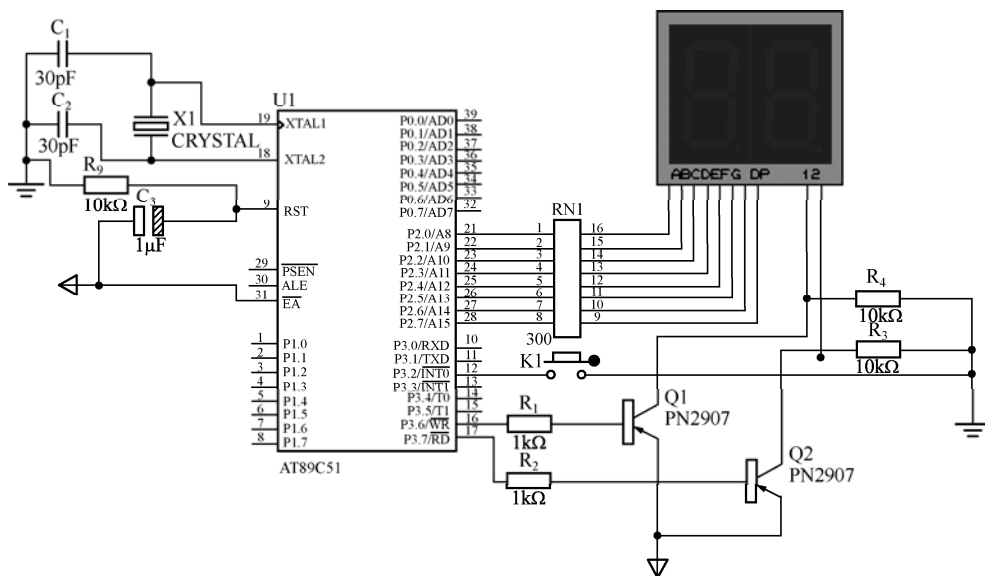 C1
30pF
C2
30pF
X1
CRYSTAL
R9
10kΩ
C3
1μF
U1
19 XTAL1
18 XTAL2
9 RST
29 PSEN
30 ALE
31 EA
1 P1.0
2 P1.1
3 P1.2
4 P1.3
5 P1.4
6 P1.5
7 P1.6
8 P1.7
P0.0/AD0 39
P0.1/AD1 38
P0.2/AD2 37
P0.3/AD3 36
P0.4/AD4 35
P0.5/AD5 34
P0.6/AD6 33
P0.7/AD7 32
P2.0/A8 21
P2.1/A9 22
P2.2/A10 23
P2.3/A11 24
P2.4/A12 25
P2.5/A13 26
P2.6/A14 27
P2.7/A15 28
P3.0/RXD 10
P3.1/TXD 11
P3.2/INT0 12
P3.3/INT1 13
P3.4/T0 14
P3.5/T1 15
P3.6/WR 16
P3.7/RD 17
AT89C51
RN1
1 16
2 15
3 14
4 13
5 12
6 11
7 10
8 9
300
K1
ABCDEFG DP 12
R4
10kΩ
R3
10kΩ
R1
1kΩ
R2
1kΩ
Q1
PN2907
Q2
PN2907